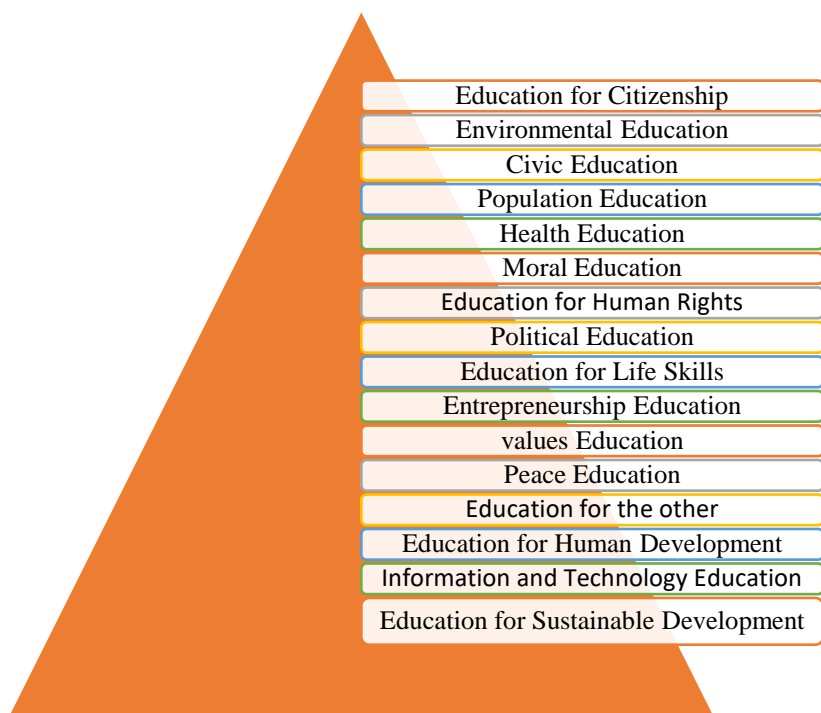 Education for Citizenship
Environmental Education
Civic Education
Population Education
Health Education
Moral Education
Education for Human Rights
Political Education
Education for Life Skills
Entrepreneurship Education
values Education
Peace Education
Education for the other
Education for Human Development
Information and Technology Education
Education for Sustainable Development